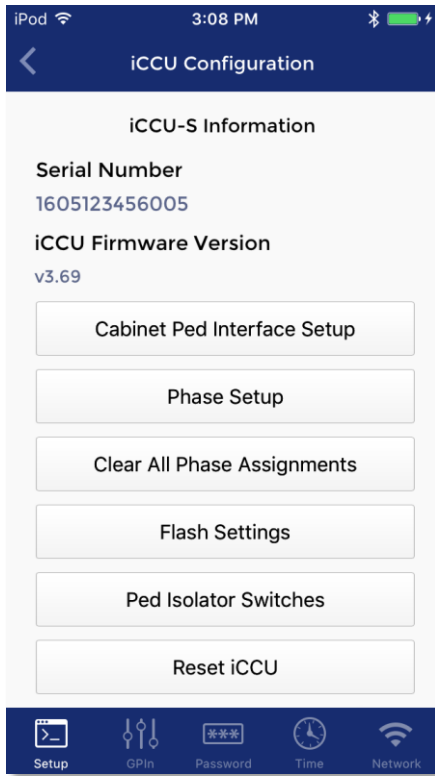 iPod 3:08 PM
iCCU Configuration
iCCU-S Information
Serial Number
1605123456005
iCCU Firmware Version
v3.69
Cabinet Ped Interface Setup
Phase Setup
Clear All Phase Assignments
Flash Settings
Ped Isolator Switches
Reset iCCU
>_ ***
Setup GPIn Password Time Network